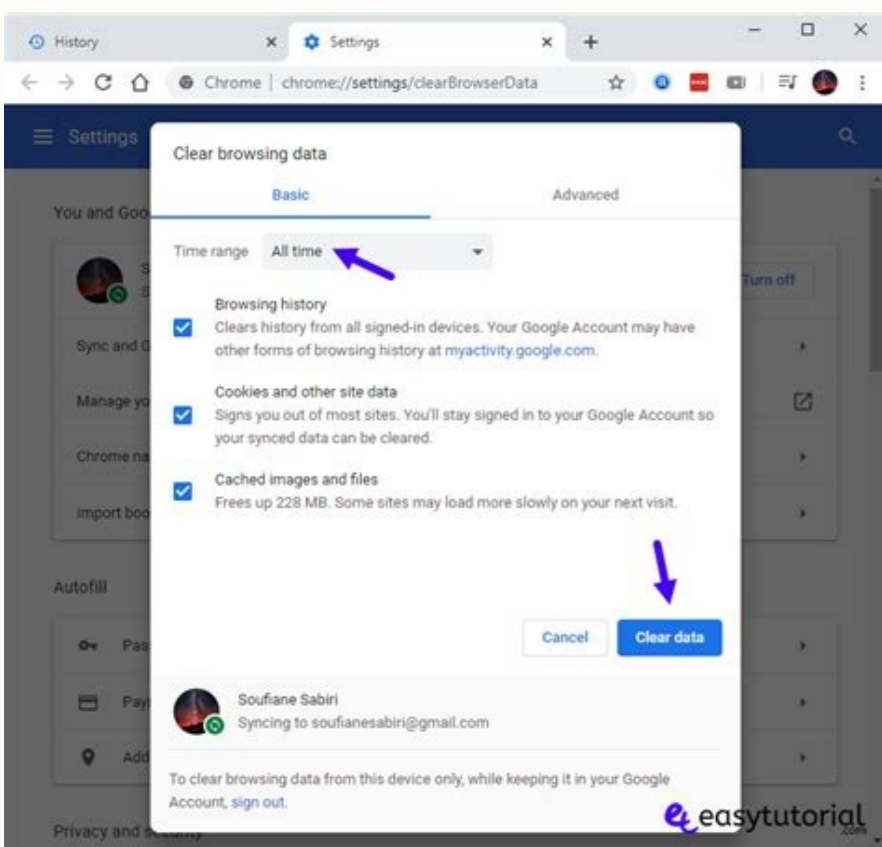 History
Settings
Chrome | chrome://settings/clearBrowserData
Settings
Clear browsing data
Basic
Advanced
You and Goo
Time range
All time
S
S
Turn off
Browsing history
Clears history from all signed-in devices. Your Google Account may have
other forms of browsing history at myactivity.google.com.
Sync and G
Cookies and other site data
Manage yo
Signs you out of most sites. You'll stay signed in to your Google Account so
your synced data can be cleared.
Chrome na
Cached images and files
Frees up 228 MB. Some sites may load more slowly on your next visit.
Import boo
Autofill
Cancel
Clear data
Pas
Soufiane Sabiri
Pay
Syncing to soufianesabiri@gmail.com
Add
To clear browsing data from this device only, while keeping it in your Google
Account, sign out.
et easytutorial
.com
Privacy and security